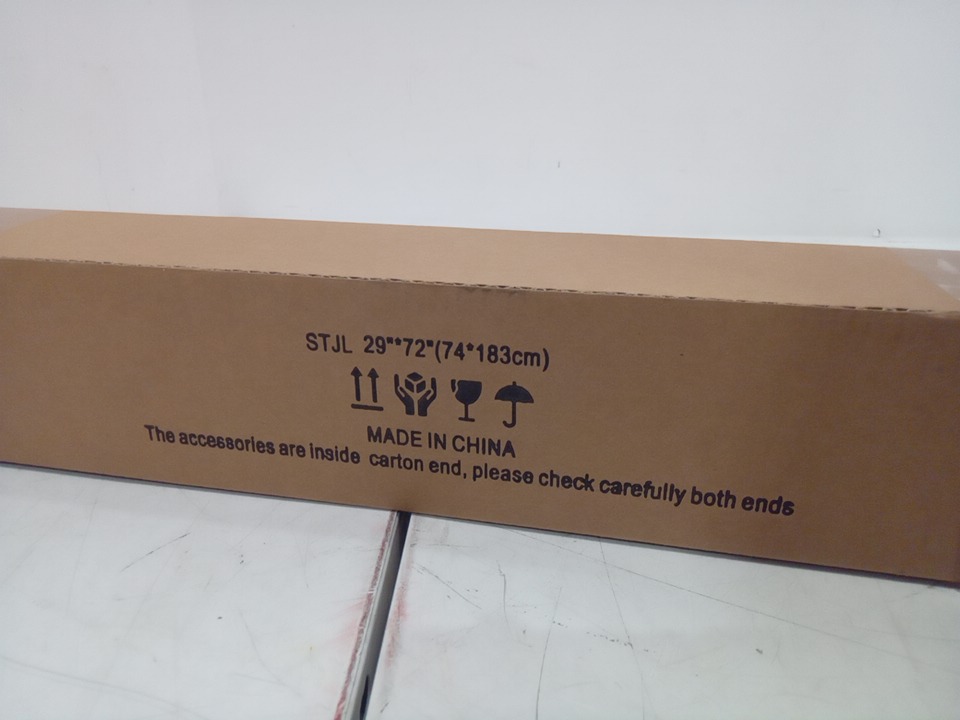 STJL 29"*72"(74*183cm)
MADE IN CHINA
The accessories are inside carton end, please check carefully both ends